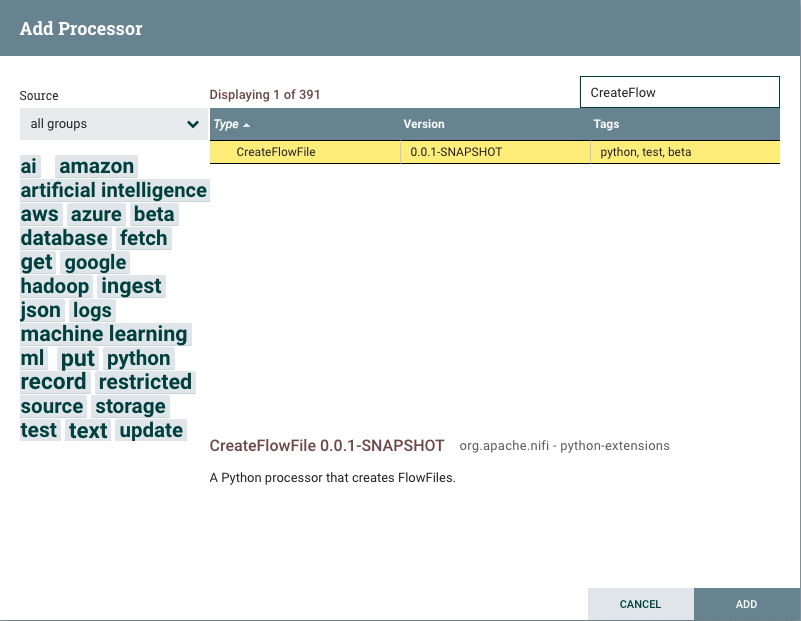 Add Processor
Source
Displaying 1 of 391
CreateFlow
all groups
Type
Version
Tags
CreateFlowFile
0.0.1-SNAPSHOT
python, test, beta
ai amazon
artificial intelligence
aws azure beta
database fetch
get google
hadoop ingest
json logs
machine learning
ml put python
record restricted
source storage
test text update
CreateFlowFile 0.0.1-SNAPSHOT org.apache.nifi - python-extensions
A Python processor that creates FlowFiles.
CANCEL
ADD